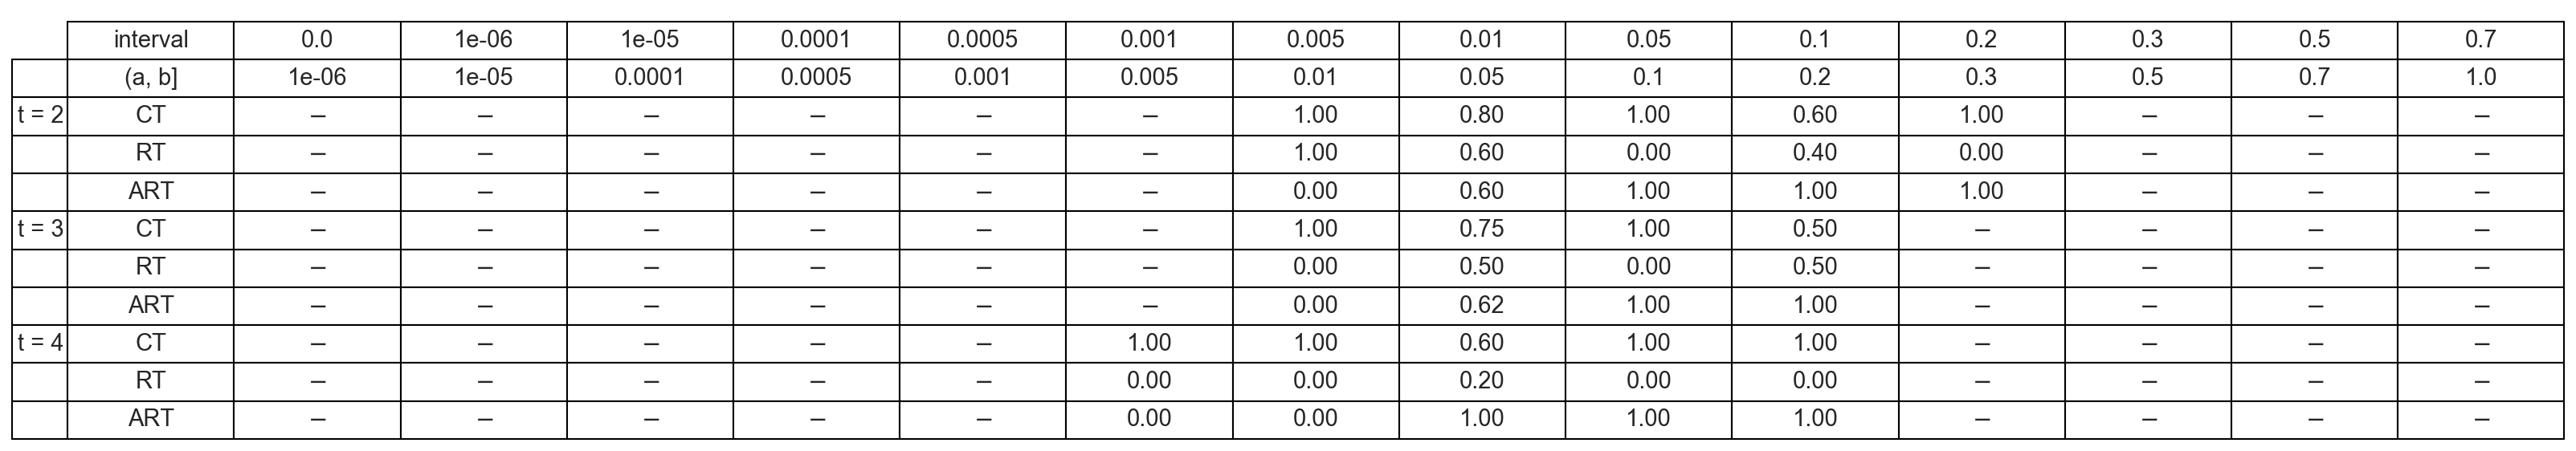 interval 0.0 1e-06 1e-05 0.0001 0.0005 0.001 0.005 0.01 0.05 0.1 0.2 0.3 0.5 0.7
(a, b] 1e-06 1e-05 0.0001 0.0005 0.001 0.005 0.01 0.05 0.1 0.2 0.3 0.5 0.7 1.0
t = 2 CT – – – – – – 1.00 0.80 1.00 0.60 1.00 – – –
RT – – – – – – 1.00 0.60 0.00 0.40 0.00 – – –
ART – – – – – – 0.00 0.60 1.00 1.00 1.00 – – –
t = 3 CT – – – – – – 1.00 0.75 1.00 0.50 – – – –
RT – – – – – – 0.00 0.50 0.00 0.50 – – – –
ART – – – – – – 0.00 0.62 1.00 1.00 – – – –
t = 4 CT – – – – – 1.00 1.00 0.60 1.00 1.00 – – – –
RT – – – – – 0.00 0.00 0.20 0.00 0.00 – – – –
ART – – – – – 0.00 0.00 1.00 1.00 1.00 – – – –